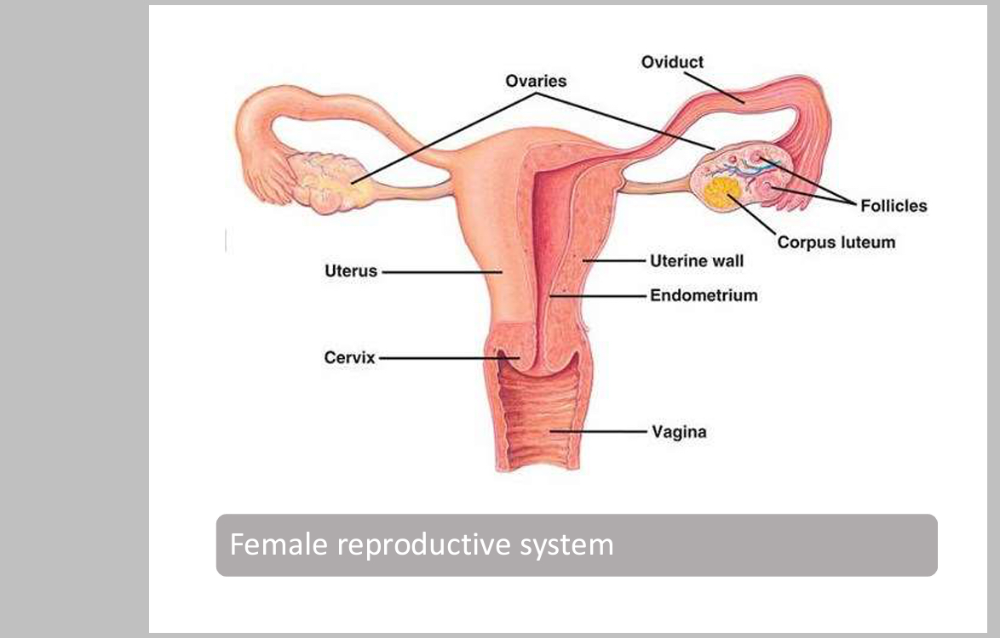 Oviduct
Ovaries
Follicles
Corpus luteum
Uterine wall
Uterus
Endometrium
Cervix
Vagina
Female reproductive system